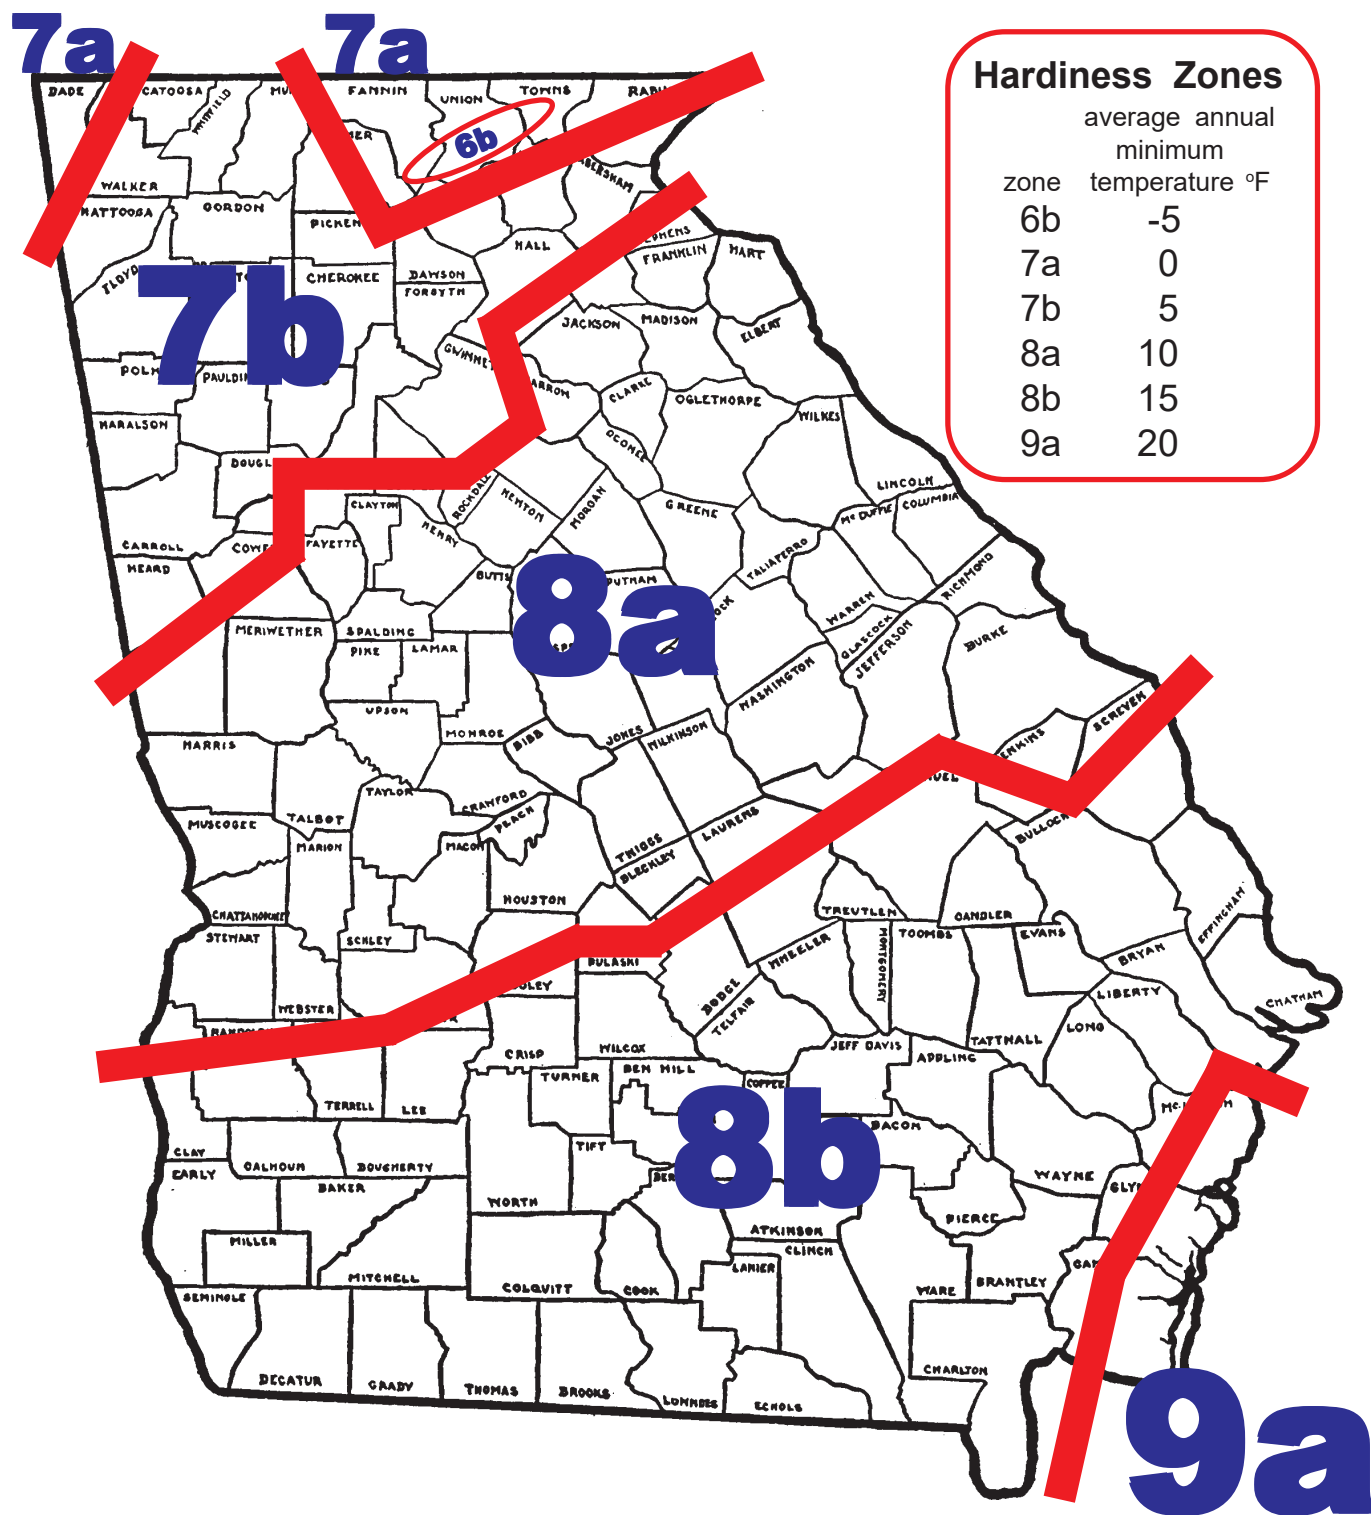 7a
7a
Hardiness Zones
average annual
minimum
zone temperature °F
6b -5
7a 0
7b 5
8a 10
8b 15
9a 20
DADE
CATOOSA
WHITFIELD
FANNIN
UNION
TOWNS
6b
WALKER
GORDON
HALL
FRANKLIN
HART
FLOYD
CHEROKEE
DAWSON
FORSYTH
7b
JACKSON
MADISON
ELBERT
CLARKE
OGLETHORPE
WILKES
HARALSON
OCONEE
LINCOLN
CLAYTON
ROCKDALE
NEWTON
MORGAN
GREENE
McDUFFIE
COLUMBIA
HENRY
CARROLL
FAYETTE
HEARD
BUTTS
TALIAFERRO
RICHMOND
8a
WARREN
GLASCOCK
JEFFERSON
BURKE
MERIWETHER
SPALDING
PIKE
LAMAR
WASHINGTON
UPSON
SCREVEN
HARRIS
MONROE
BIBB
JONES
WILKINSON
TAYLOR
CRAWFORD
PEACH
MUSCOGEE
TALBOT
MARION
MACON
TWIGGS
LAURENS
BLECKLEY
BULLOCH
HOUSTON
CHATTAHOOCHEE
TREUTLEN
CANDLER
EFFINGHAM
STEWART
SCHLEY
MONTGOMERY
TOOMBS
EVANS
WHEELER
BRYAN
PULASKI
DODGE
WEBSTER
TELFAIR
LIBERTY
CHATHAM
LONG
TATTNALL
CRISP
WILCOX
JEFF DAVIS
APPLING
TURNER
BEN HILL
TERRELL
LEE
8b
BACON
CLAY
EARLY
CALHOUN
DOUGHERTY
TIFT
WAYNE
BAKER
WORTH
PIERCE
ATKINSON
CLINCH
MILLER
LANIER
MITCHELL
COLQUITT
COOK
WARE
BRANTLEY
SEMINOLE
DECATUR
GRADY
THOMAS
BROOKS
LOWNDES
ECHOLS
CHARLTON
9a